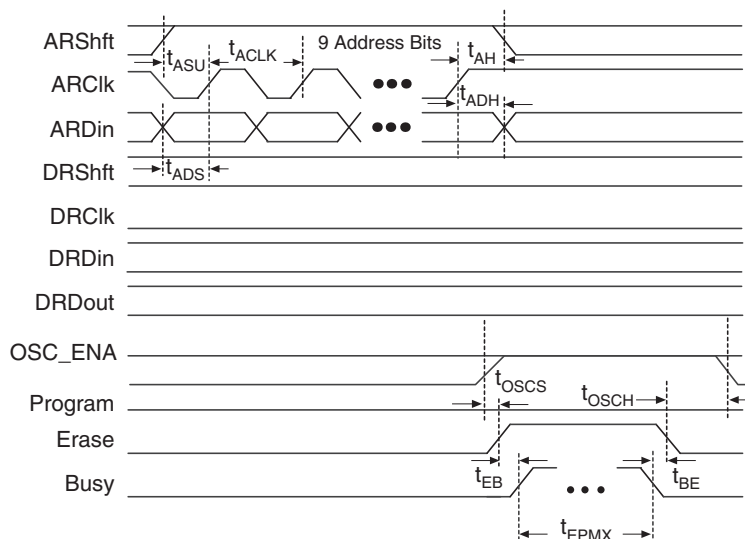 ARShft
9 Address Bits
tASU
tACLK
tAH
ARClk
tADH
ARDin
tADS
DRShft
DRClk
DRDin
DRDout
OSC_ENA
tOSCS
tOSCH
Program
Erase
tEB
tBE
Busy
tEPMX